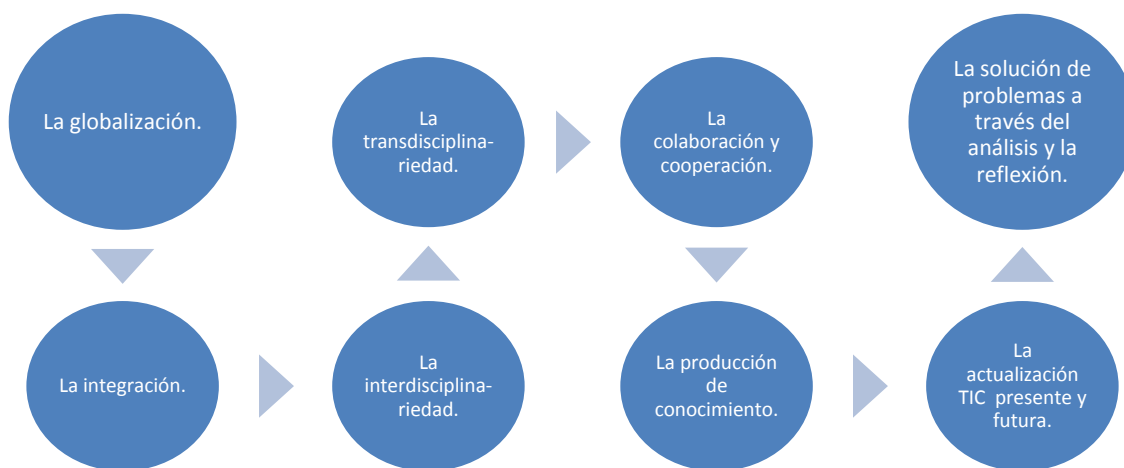 La globalización.
La integración.
La
interdisciplina-
riedad.
La
transdisciplina-
riedad.
La
colaboración y
cooperación.
La producción
de
conocimiento.
La
actualización
TIC  presente y
futura.
La solución de
problemas a
través del
análisis y la
reflexión.